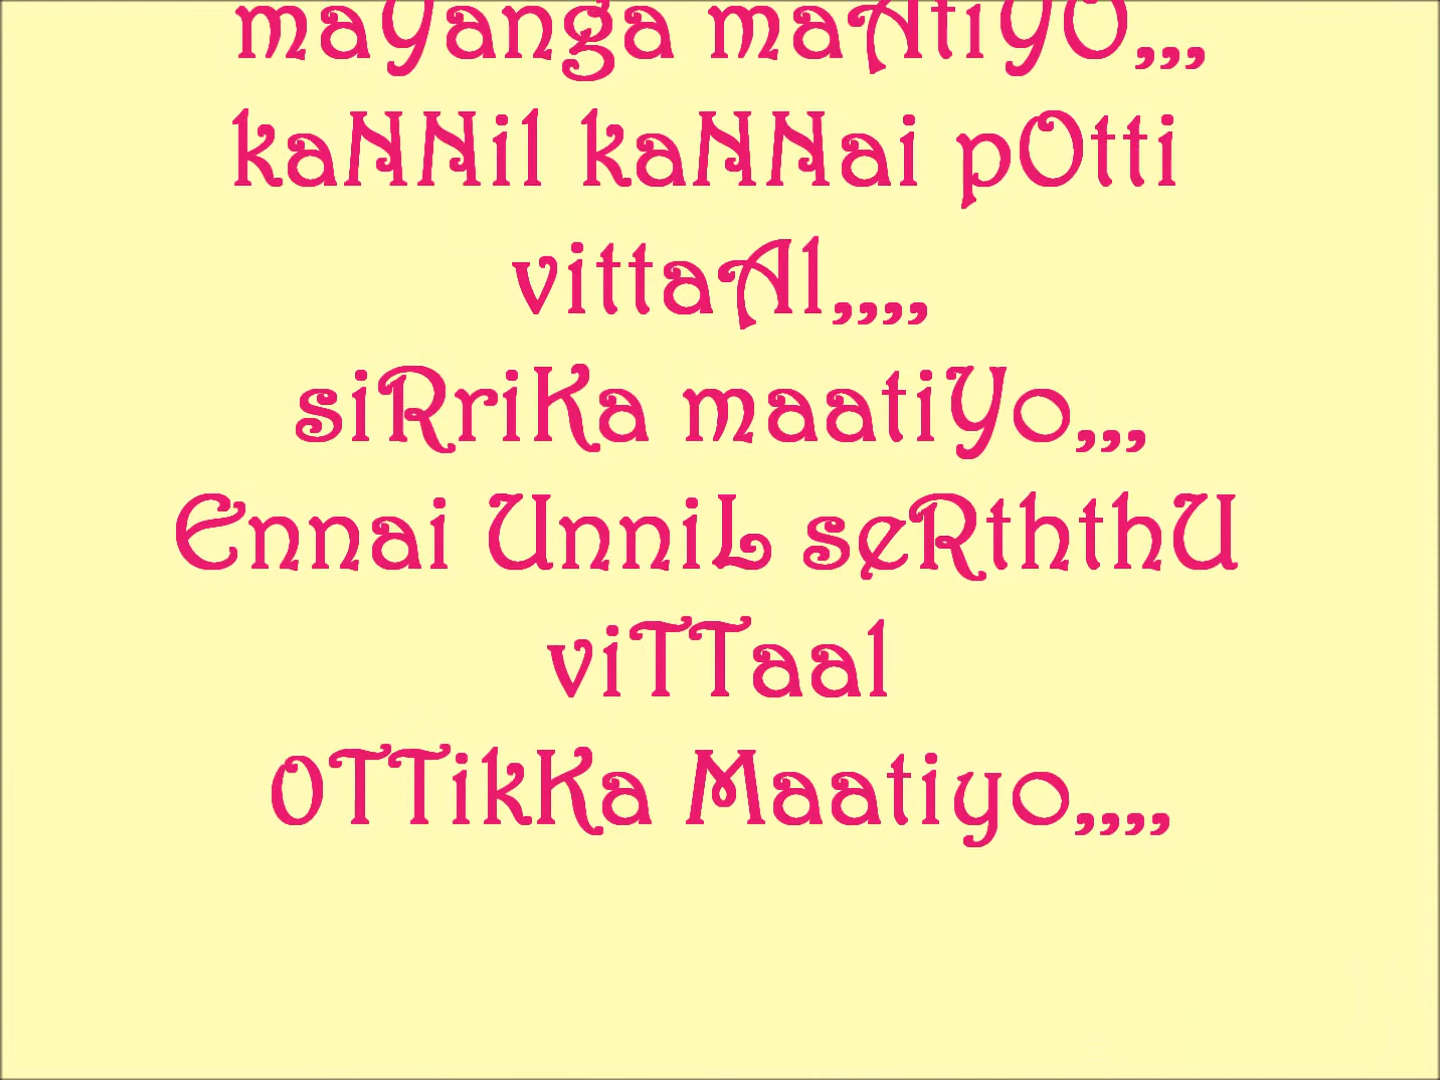 maYanga maAtiYO,,,
kaNNil kaNNai pOtti
vittaAl,,,,
siRriKa maatiYo,,,
Ennai UnniL seRththU
viTTaal
OTTikKa Maatiyo,,,,